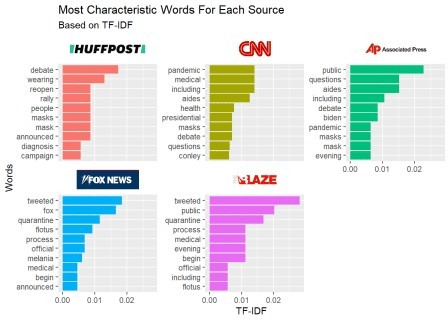 Most Characteristic Words For Each Source
Based on TF-IDF
HUFFPOST
CNN
AP Associated Press
debate
wearing
reopen
rally
people
masks
mask
announced
diagnosis
campaign
pandemic
medical
including
aides
health
presidential
masks
debate
questions
conley
public
questions
aides
including
debate
biden
pandemic
masks
mask
evening
0.00 0.01 0.02
Words
FOX NEWS
BLAZE
tweeted
fox
quarantine
flotus
process
official
melania
medical
begin
announced
0.00 0.01 0.02
tweeted
public
quarantine
process
medical
evening
begin
official
including
flotus
0.00 0.01 0.02
TF-IDF